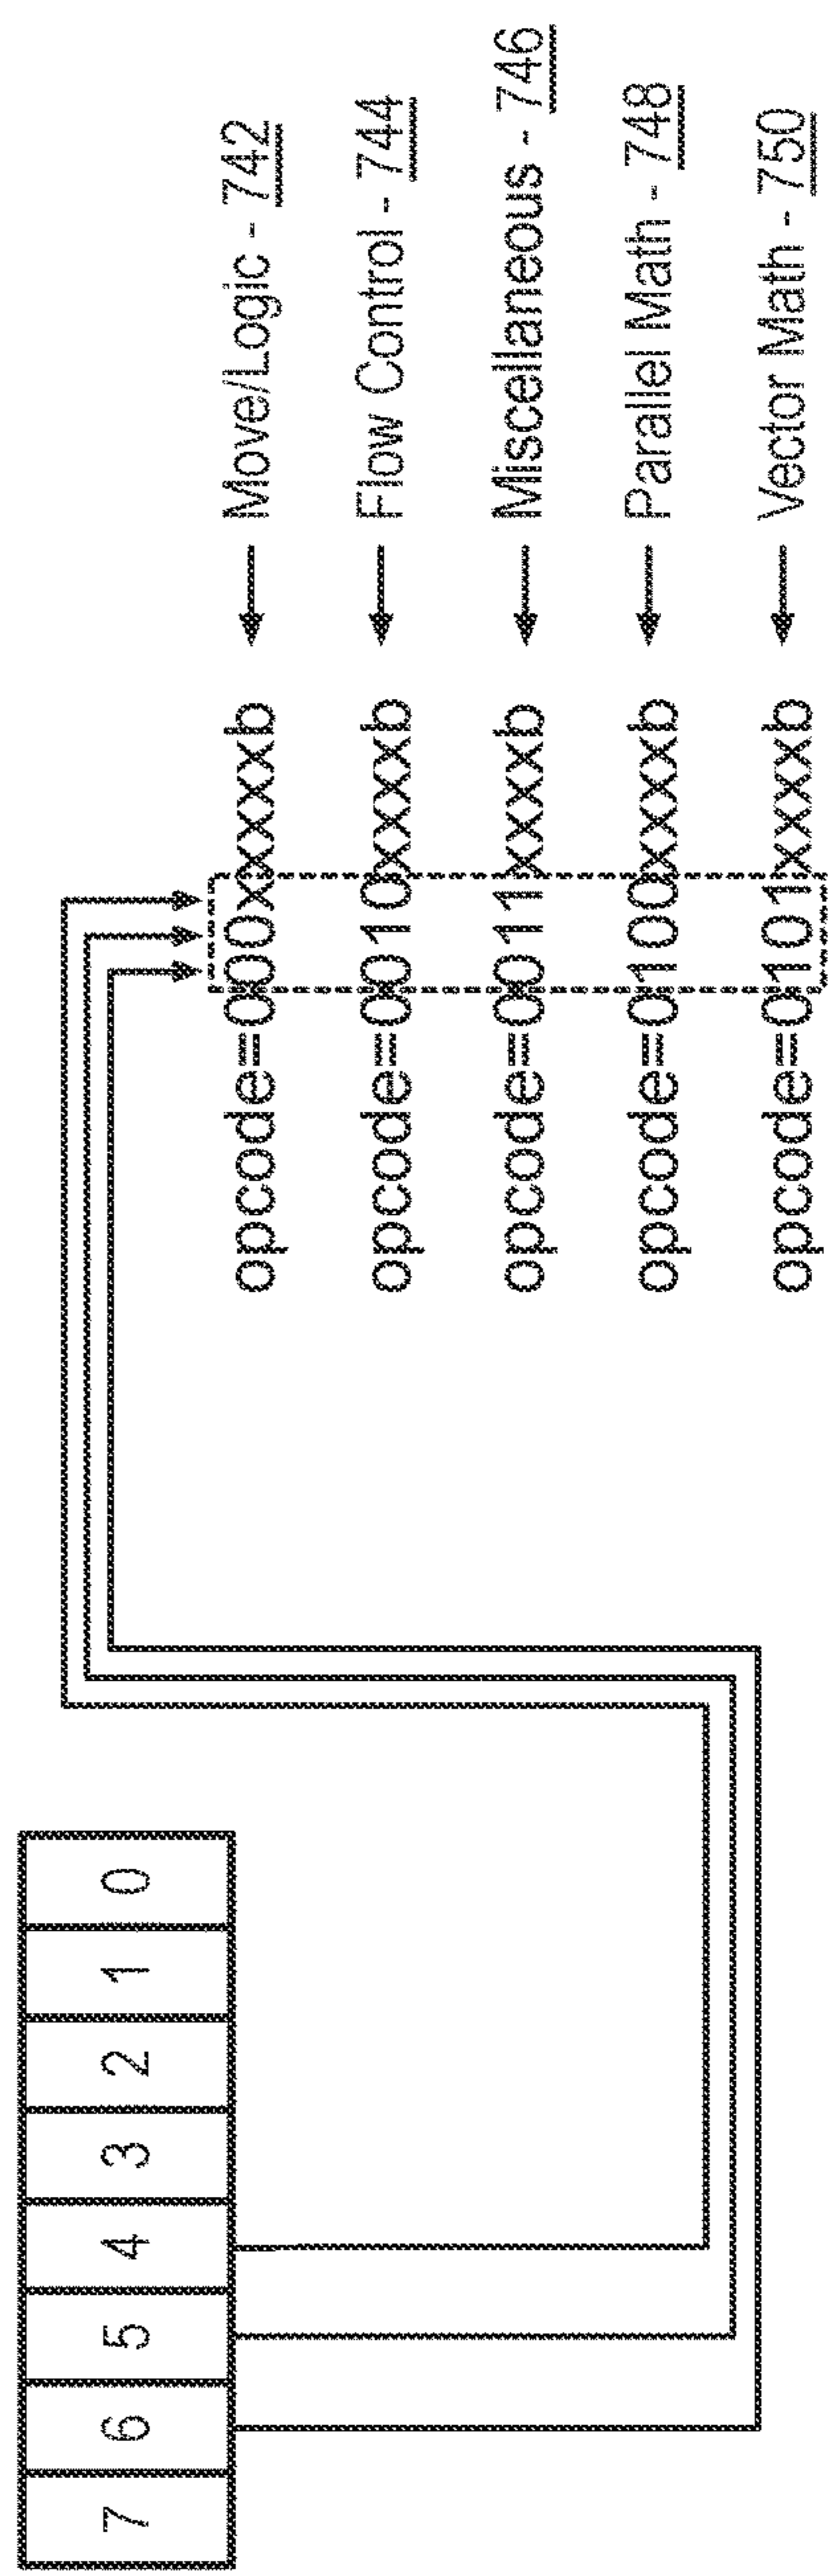 7 6 5 4 3 2 1 0
opcode=000xxxxxb Move/Logic - 742
opcode=0010xxxxb Flow Control - 744
opcode=0011xxxxb Miscellaneous - 746
opcode=0100xxxxb Parallel Math - 748
opcode=0101xxxxb Vector Math - 750